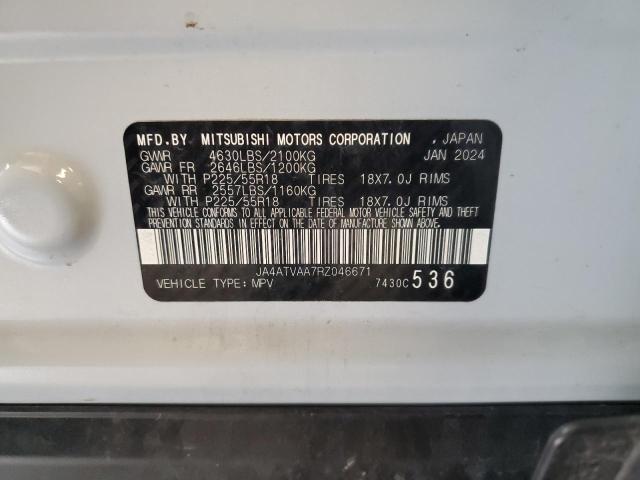 MFD.BY MITSUBISHI MOTORS CORPORATION , JAPAN
GVWR 4630LBS/2100KG JAN 2024
GAWR FR 2646LBS/1200KG
WITH P225/55R18 TIRES 18X7.0J RIMS
GAWR RR 2557LBS/1160KG
WITH P225/55R18 TIRES 18X7.0J RIMS
THIS VEHICLE CONFORMS TO ALL APPLICABLE FEDERAL MOTOR VEHICLE SAFETY AND THEFT
PREVENTION STANDARDS IN EFFECT ON THE DATE OF MANUFACTURE SHOWN ABOVE.
JA4ATVAA7RZ046671
VEHICLE TYPE: MPV 7430C 536